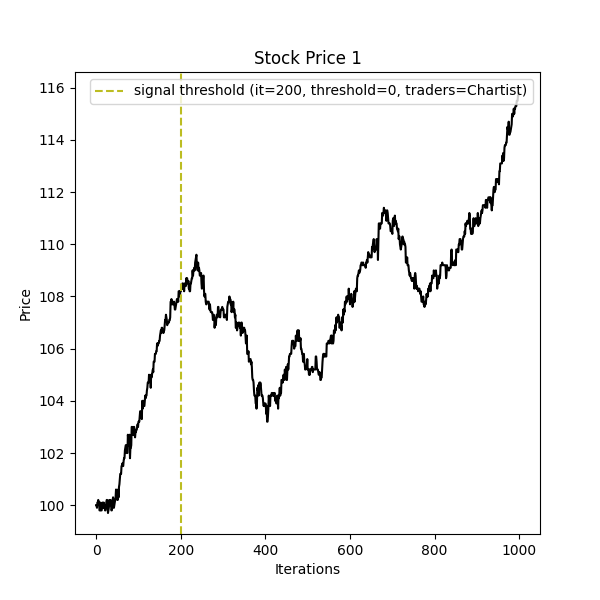 Stock Price 1
signal threshold (it=200, threshold=0, traders=Chartist)
116
114
112
110
108
106
104
102
100
Price
0 200 400 600 800 1000
Iterations